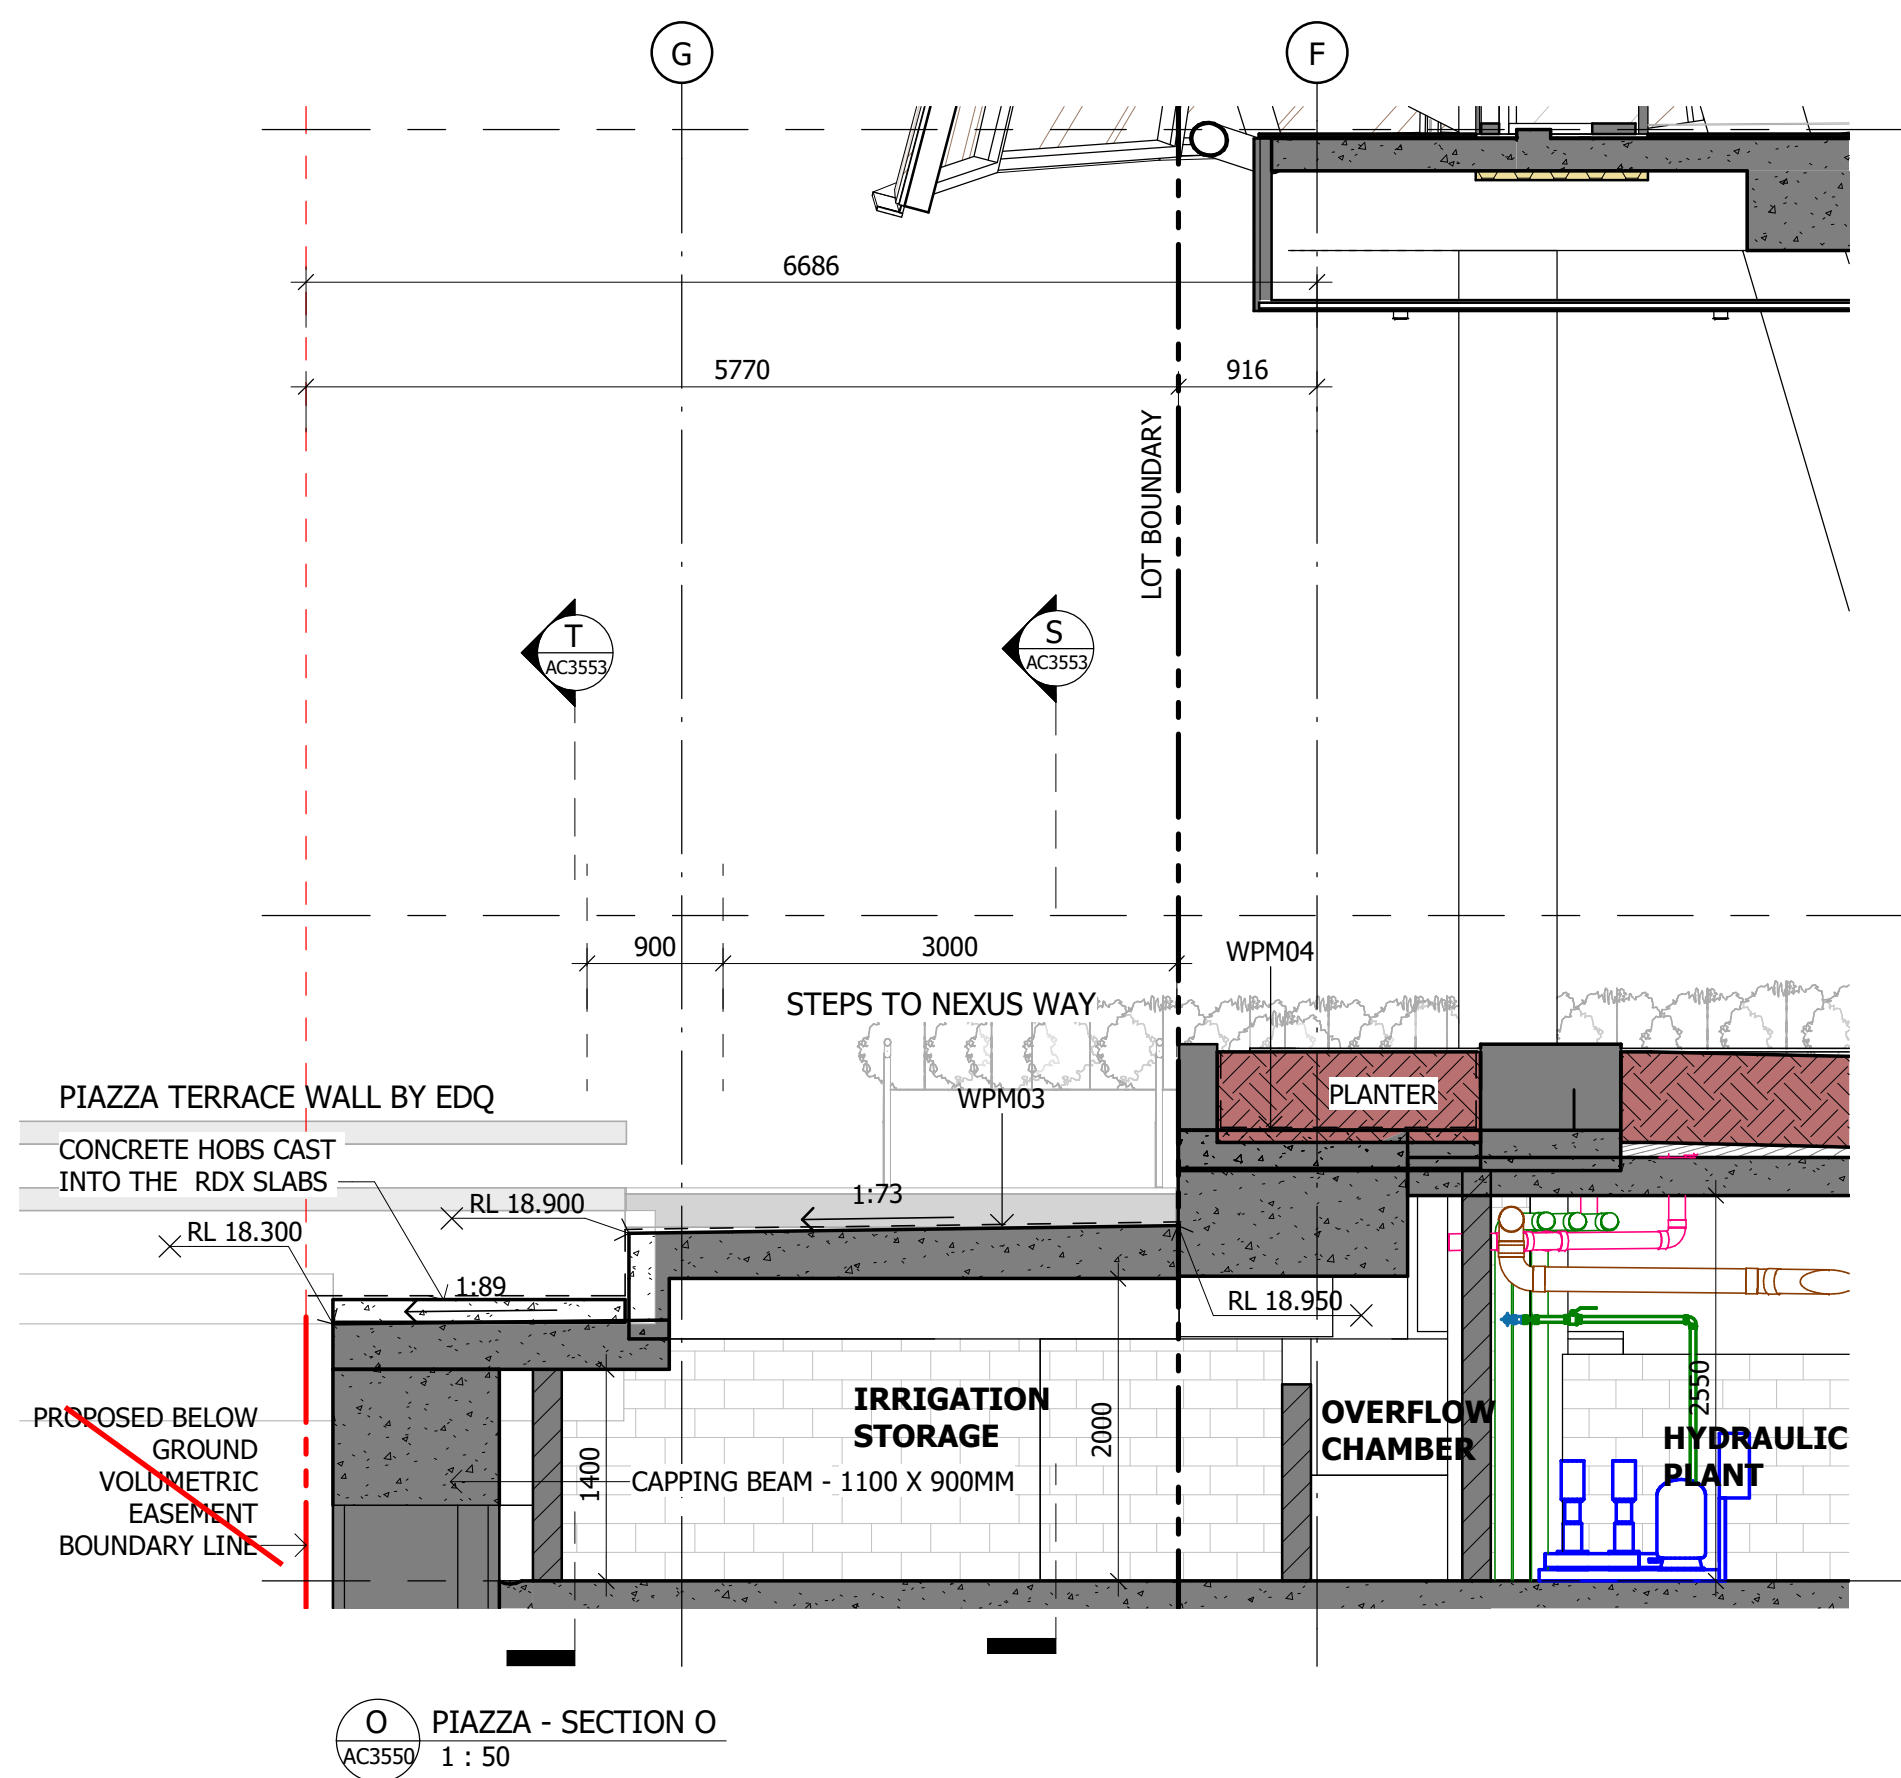 G
F
6686
5770
916
LOT BOUNDARY
T
AC3553
S
AC3553
900
3000
WPM04
STEPS TO NEXUS WAY
PIAZZA TERRACE WALL BY EDQ
WPM03
PLANTER
CONCRETE HOBS CAST
INTO THE RDX SLABS
RL 18.900
1:73
RL 18.300
1:89
RL 18.950
IRRIGATION
STORAGE
2000
OVERFLOW
CHAMBER
2550
HYDRAULIC
PLANT
PROPOSED BELOW
GROUND
VOLUMETRIC
EASEMENT
BOUNDARY LINE
1400
CAPPING BEAM - 1100 X 900MM
O
AC3550
PIAZZA - SECTION O
1 : 50